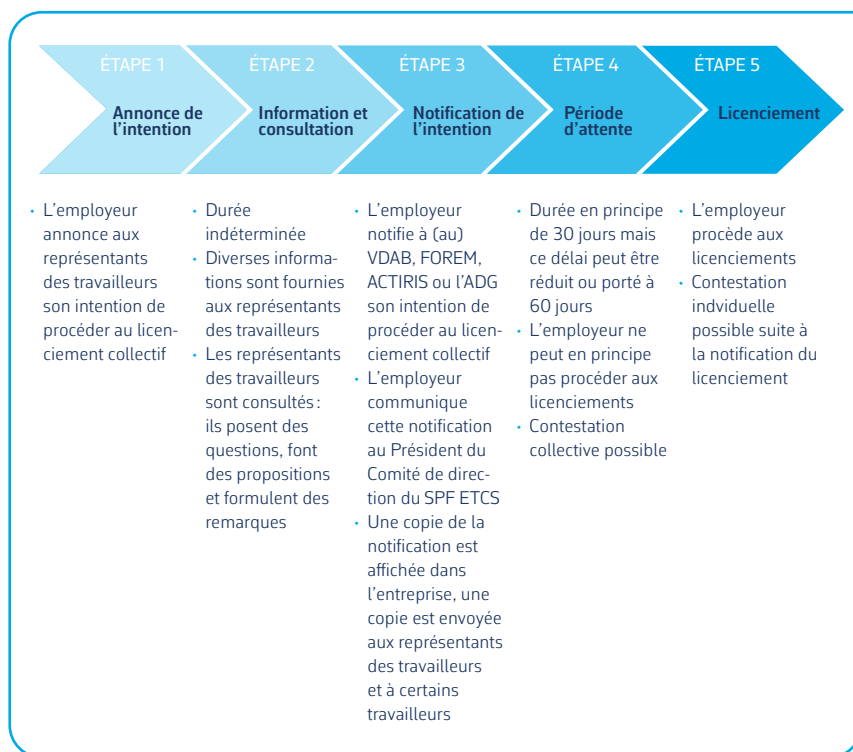 ÉTAPE 1
Annonce de
l’intention
ÉTAPE 2
Information et
consultation
ÉTAPE 3
Notification de
l’intention
ÉTAPE 4
Période
d’attente
ÉTAPE 5
Licenciement
· L’employeur
annonce aux
représentants
des travailleurs
son intention de
procéder au licen-
ciement collectif
· Durée
indéterminée
· Diverses informa-
tions sont fournies
aux représentants
des travailleurs
· Les représentants
des travailleurs
sont consultés :
ils posent des
questions, font
des propositions
et formulent des
remarques
· L’employeur
notifie à (au)
VDAB, FOREM,
ACTIRIS ou l’ADG
son intention de
procéder au licen-
ciement collectif
· L’employeur
communique
cette notification
au Président du
Comité de direc-
tion du SPF ETCS
· Une copie de la
notification est
affichée dans
l’entreprise, une
copie est envoyée
aux représentants
des travailleurs
et à certains
travailleurs
· Durée en principe
de 30 jours mais
ce délai peut être
réduit ou porté à
60 jours
· L’employeur ne
peut en principe
pas procéder aux
licenciements
· Contestation
collective possible
· L’employeur
procède aux
licenciements
· Contestation
indviduelle
possible suite à
la notification du
licenciement